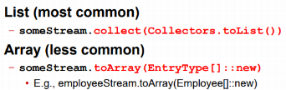 List (most common)
– someStream.collect(Collectors.toList())
Array (less common)
– someStream.toArray(EntryType[]::new)
• E.g., employeeStream.toArray(Employee[]::new)